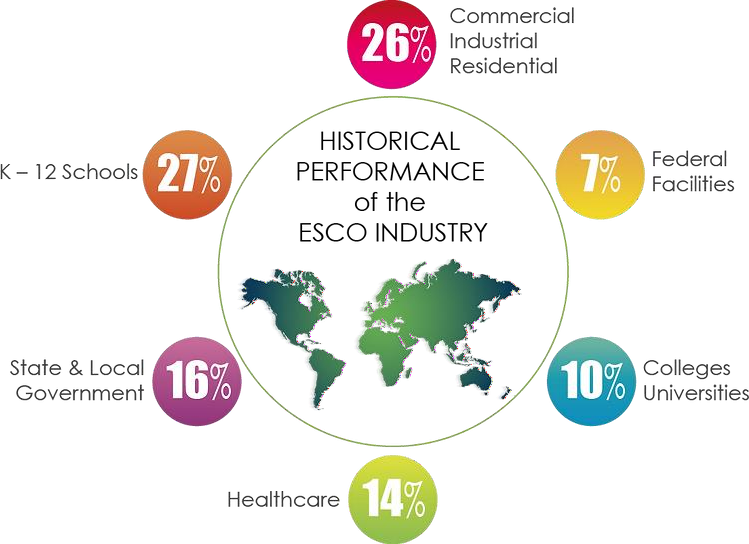 26%
Commercial
Industrial
Residential
HISTORICAL
PERFORMANCE
of the
ESCO INDUSTRY
K – 12 Schools
27%
7%
Federal
Facilities
State & Local
Government
16%
10%
Colleges
Universities
Healthcare
14%